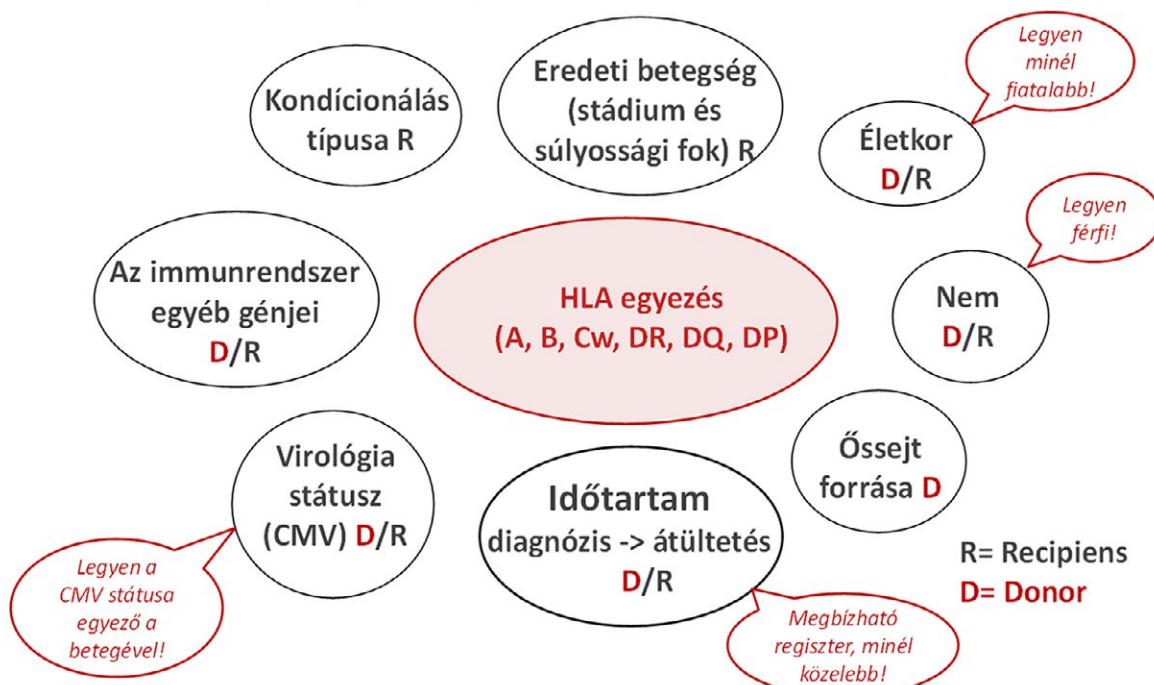 Kondícionálás
típusa R
Eredeti betegség
(stádium és
súlyossági fok) R
Legyen
minél
fiatalabb!
Életkor
D/R
Legyen
férfi!
Az immunrendszer
egyéb génjei
D/R
HLA egyezés
(A, B, Cw, DR, DQ, DP)
Nem
D/R
Virológia
státusz
(CMV) D/R
Időtartam
diagnózis -> átültetés
D/R
Őssejt
forrása D
Legyen a
CMV státusa
egyező a
betegével!
Megbízható
regiszter, minél
közelebb!
R= Recipiens
D= Donor